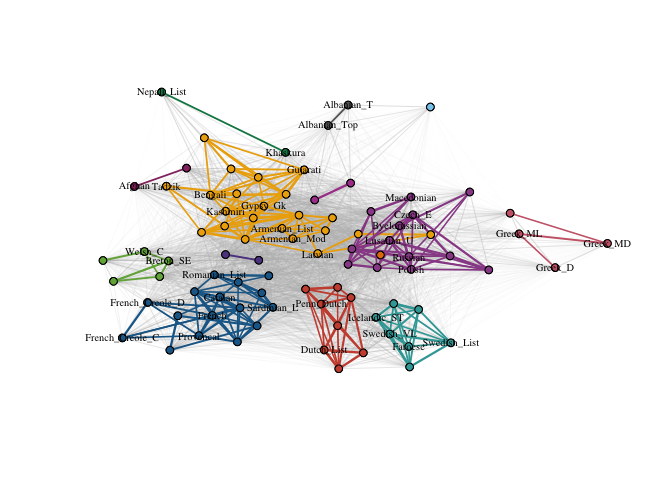 Nepali_List
Albanian_T
Albanian_Top
Khaskura
Gujarati
Afghan
Tadzik
Bengali
Macedonian
Gypsy_Gk
Kashmiri
Czech_E
Byelorussian
Armenian_List
Armenian_Mod
Greek_ML
Greek_MD
Latvian
Russian
Polish
Greek_D
Welsh_C
Breton_SE
Romanian_List
Catalan
French_Creole_D
Sardinian_L
Penn_Dutch
French
Icelandic_ST
French_Creole_C
Provencal
Swedish_VL
Swedish_List
Faroese
Dutch_List